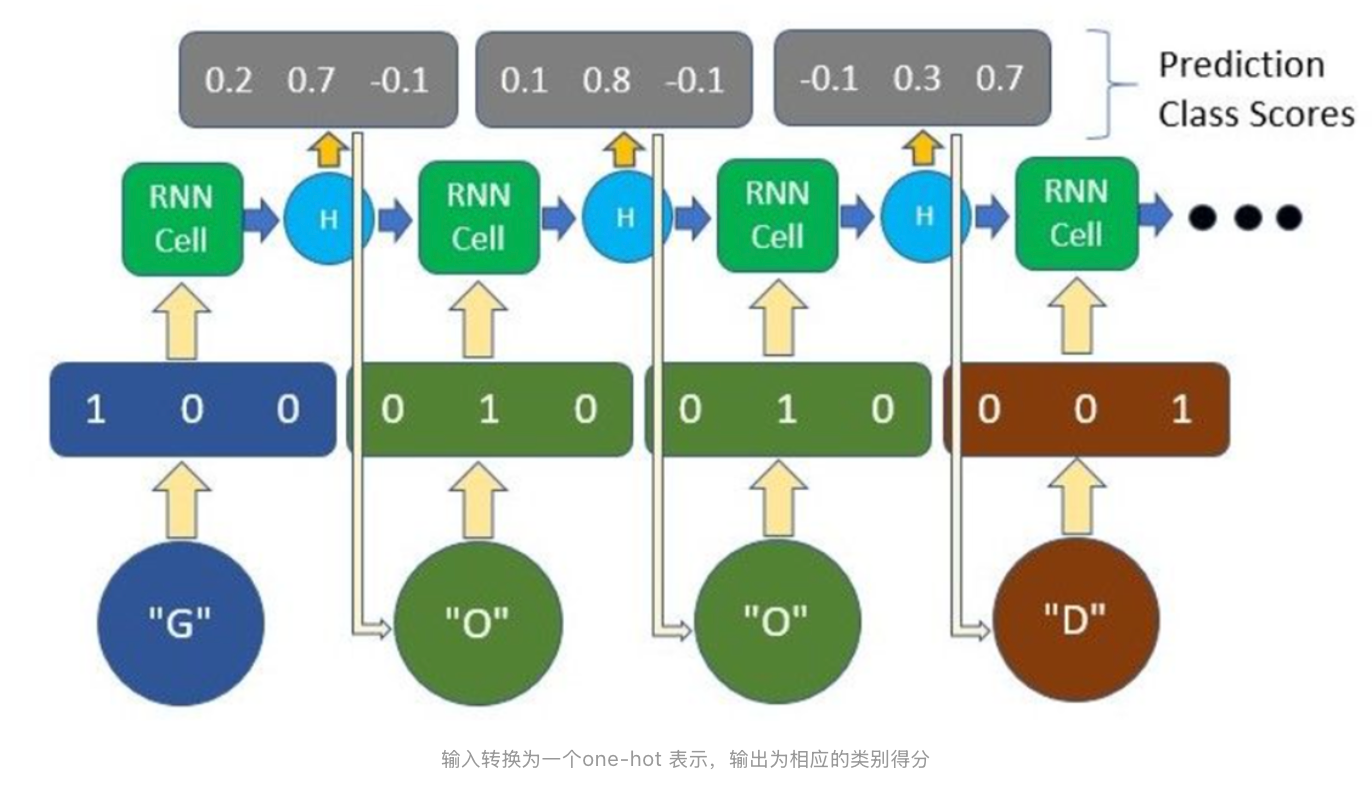 0.2 0.7 -0.1
0.1 0.8 -0.1
-0.1 0.3 0.7
Prediction
Class Scores
RNN
Cell
H
RNN
Cell
H
RNN
Cell
H
RNN
Cell
1 0 0
0 1 0
0 1 0
0 0 1
"G"
"O"
"O"
"D"
输入转换为一个one-hot 表示，输出为相应的类别得分